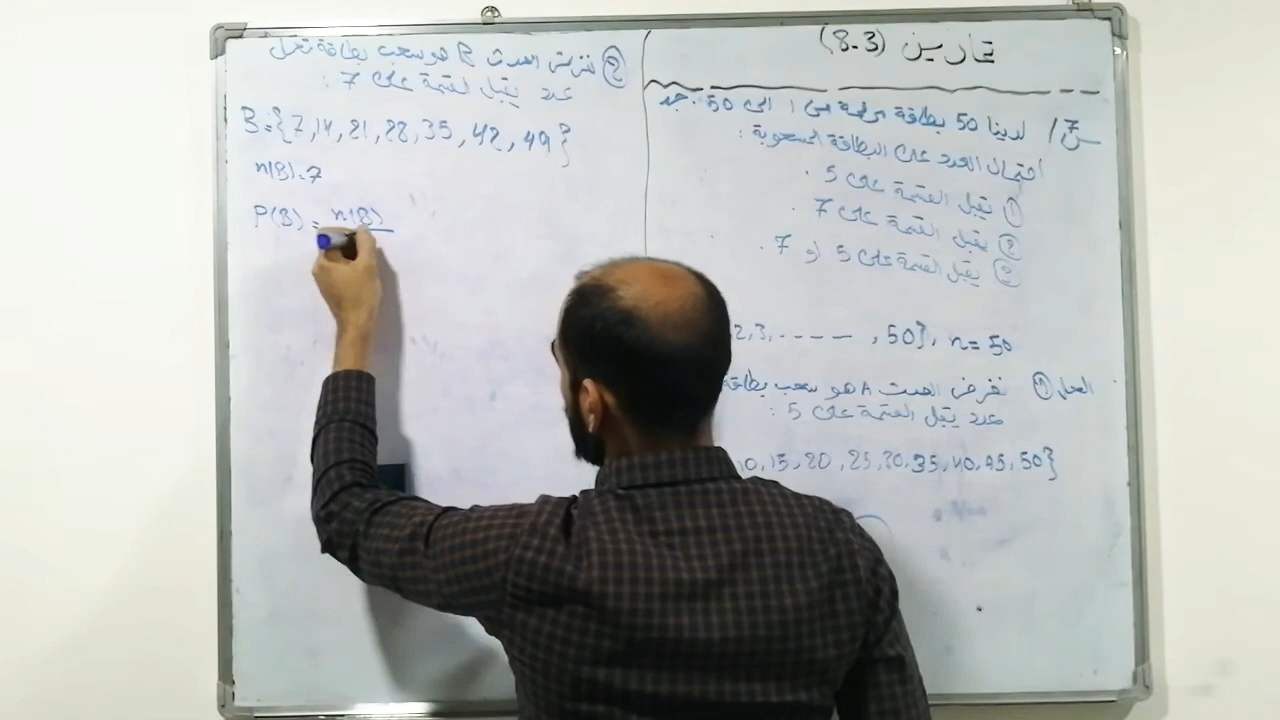 تمارين (8.3)
س7/ لدينا 50 بطاقة مرقمة من 1 الى 50. جد
احتمال العدد على البطاقة المسحوبة:
① يقبل القسمة على 5.
② يقبل القسمة على 7.
③ يقبل القسمة على 5 او 7.
2,3,---- ,50}, n=50
الحل ① نفرض الحدث A هو سحب بطاقة
عدد يقبل القسمة على 5:
10,15,20,25,30,35,40,45,50}
② نفرض الحدث B هو سحب بطاقة تحمل
عدد يقبل القسمة على 7:
B={7,14,21,28,35,42,49}
n(B)=7
P(B)= n(B)